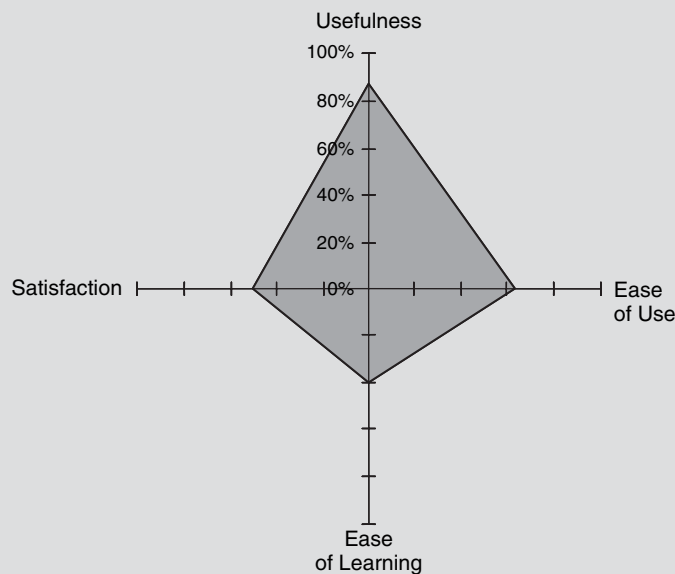 Usefulness
100%
80%
60%
40%
20%
0%
Satisfaction
Ease
of Use
Ease
of Learning